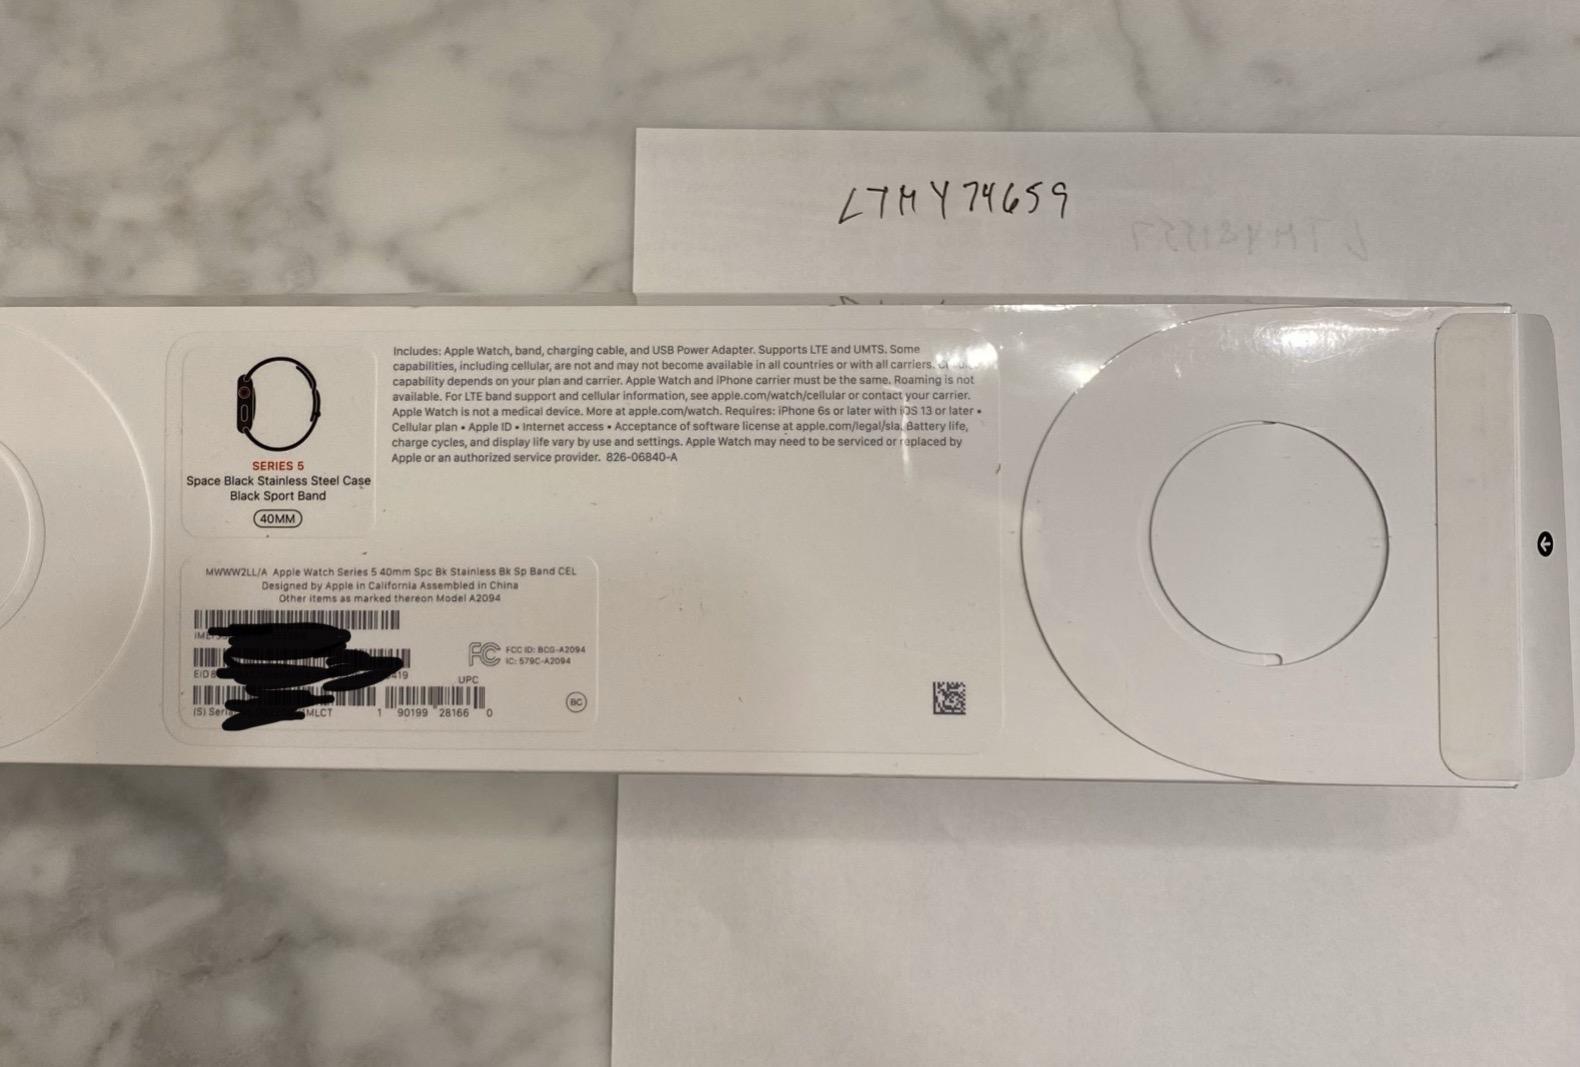 LTMY74659
Includes: Apple Watch, band, charging cable, and USB Power Adapter. Supports LTE and UMTS. Some
capabilities, including cellular, are not and may not become available in all countries or with all carriers.
capability depends on your plan and carrier. Apple Watch and iPhone carrier must be the same. Roaming is not
available. For LTE band support and cellular information, see apple.com/watch/cellular or contact your carrier.
Apple Watch is not a medical device. More at apple.com/watch. Requires: iPhone 6s or later with iOS 13 or later •
Cellular plan • Apple ID • Internet access • Acceptance of software license at apple.com/legal/sla. Battery life,
charge cycles, and display life vary by use and settings. Apple Watch may need to be serviced or replaced by
Apple or an authorized service provider. 826-06840-A
SERIES 5
Space Black Stainless Steel Case
Black Sport Band
40MM
MWWW2LL/A Apple Watch Series 5 40mm Spc Bk Stainless Bk Sp Band CEL
Designed by Apple in California Assembled in China
Other items as marked thereon Model A2094
FC FCC ID: BCG-A2094
IC: 579C-A2094
EID 8 419
UPC
(S) Seri MLCT 1 90199 28166 0
BC